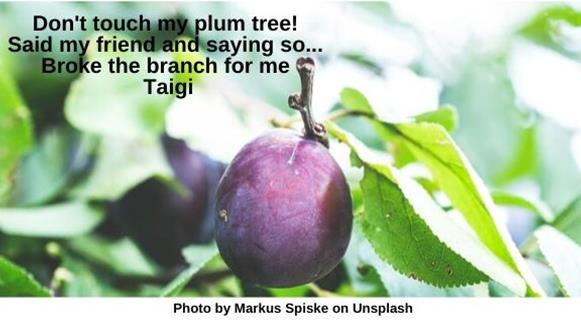 Don't touch my plum tree!
Said my friend and saying so...
Broke the branch for me
Taigi
Photo by Markus Spiske on Unsplash